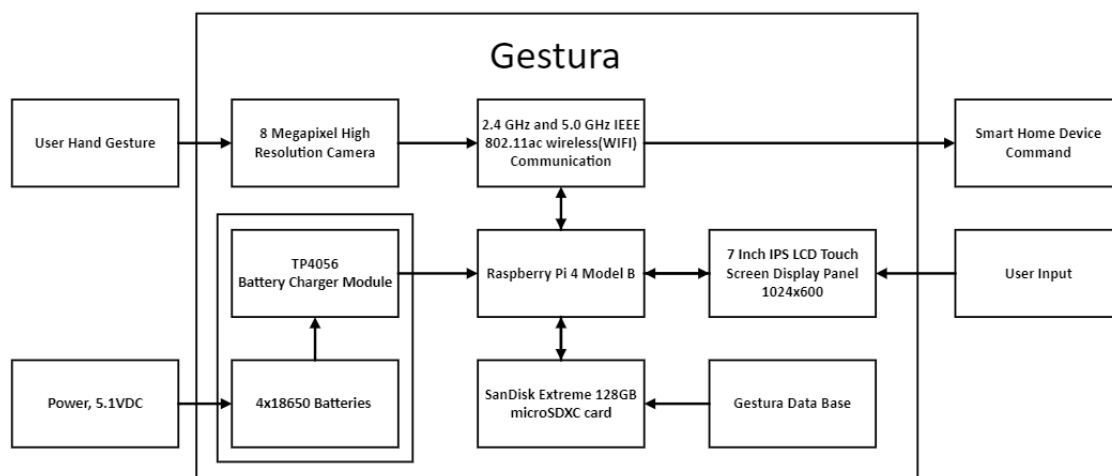 Gestura
User Hand Gesture
8 Megapixel High
Resolution Camera
2.4 GHz and 5.0 GHz IEEE
802.11ac wireless(WIFI)
Communication
Smart Home Device
Command
TP4056
Battery Charger Module
Raspberry Pi 4 Model B
7 Inch IPS LCD Touch
Screen Display Panel
1024x600
User Input
Power, 5.1VDC
4x18650 Batteries
SanDisk Extreme 128GB
microSDXC card
Gestura Data Base